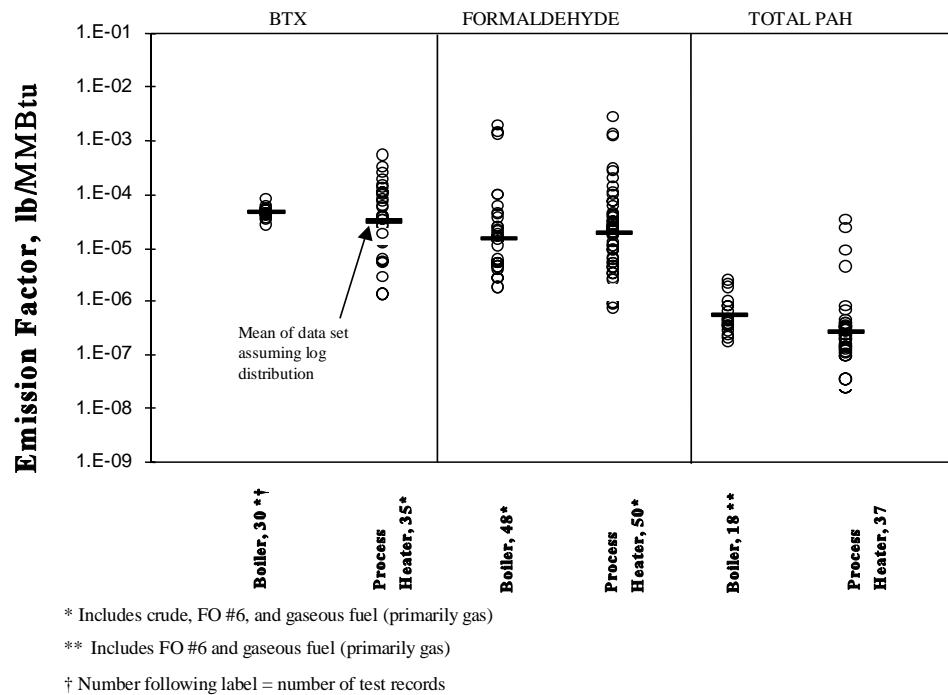 BTX FORMALDEHYDE TOTAL PAH
1.E-01
1.E-02
1.E-03
1.E-04
1.E-05
1.E-06
1.E-07
1.E-08
1.E-09
Emission Factor, lb/MMBtu
Mean of data set
assuming log
distribution
Boiler, 30 *†
Process
Heater, 35*
Boiler, 48*
Process
Heater, 50*
Boiler, 18 **
Process
Heater, 37
* Includes crude, FO #6, and gaseous fuel (primarily gas)
** Includes FO #6 and gaseous fuel (primarily gas)
† Number following label = number of test records